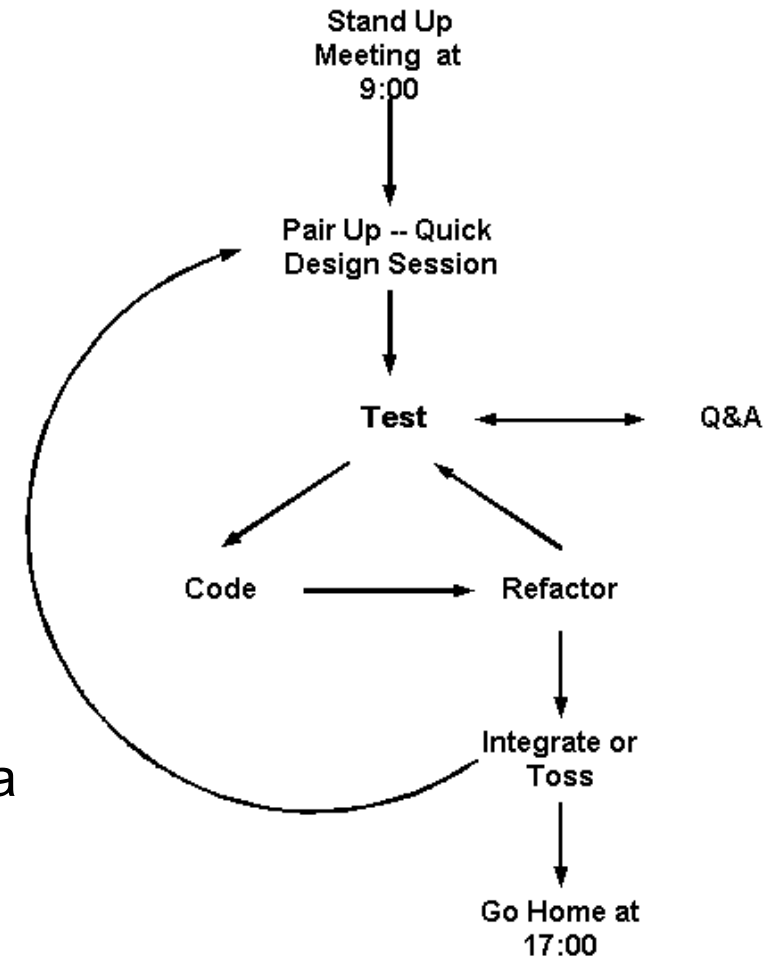 Stand Up
Meeting at
9:00
Pair Up -- Quick
Design Session
Test
Q&A
Code
Refactor
Integrate or
Toss
a
Go Home at
17:00